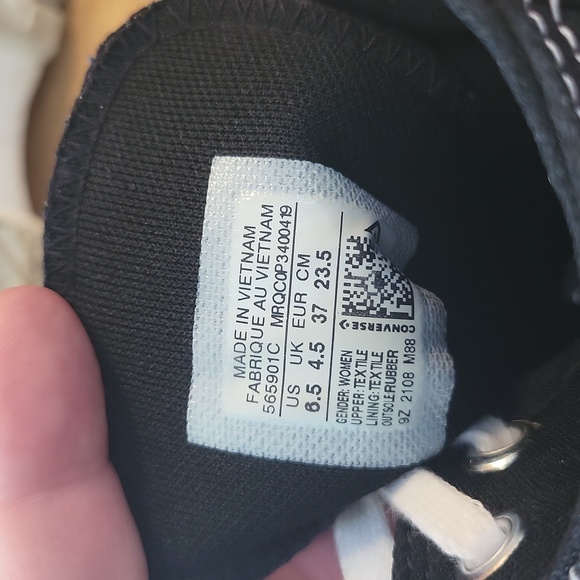 MADE IN VIETNAM
FABRIQUE AU VIETNAM
565901C MRQC0P3400419
US UK EUR CM
6.5 4.5 37 23.5
CONVERSE
GENDER: WOMEN
UPPER: TEXTILE
LINING: TEXTILE
OUTSOLE:RUBBER
9Z 2108 M88